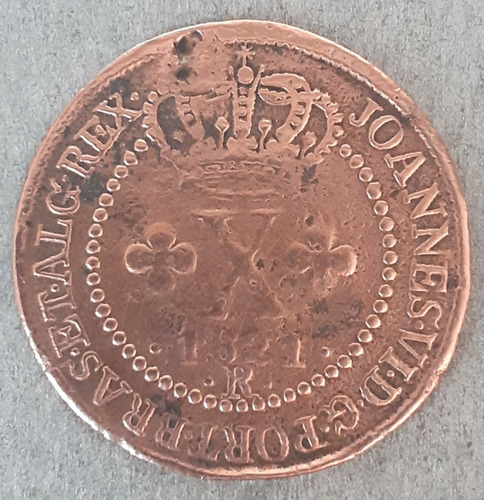 JOANNES·VI·D·G·PORT·BRAS·ET·ALG·REX·
X
·1821·
·R·